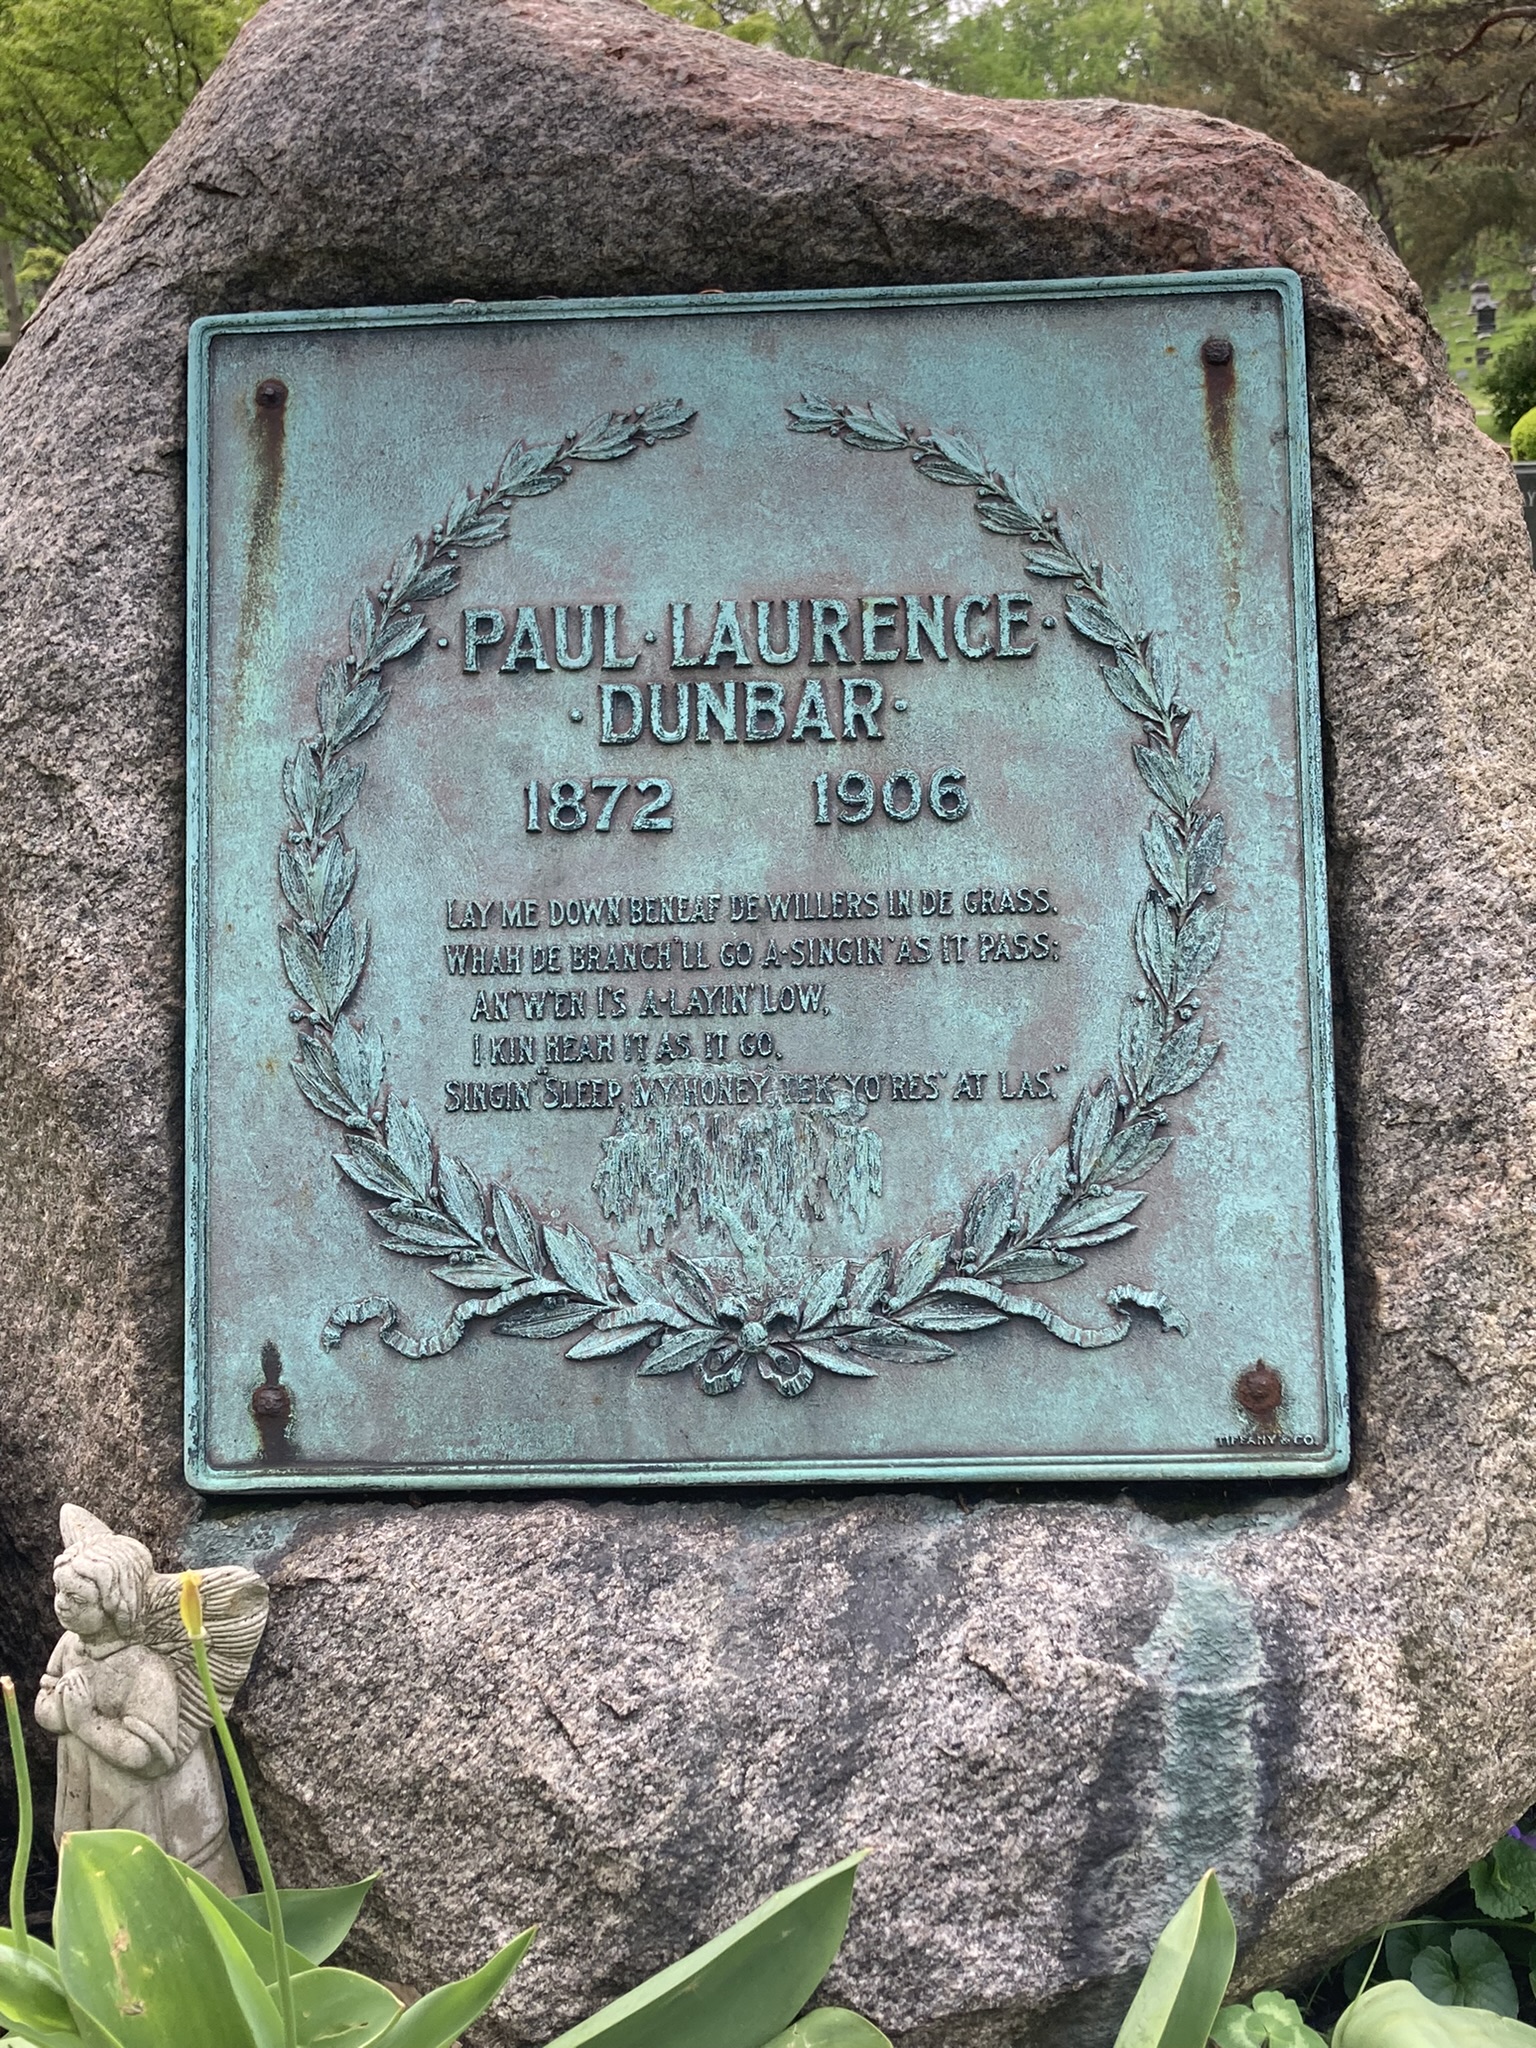 ·PAUL·LAURENCE·
·DUNBAR·
1872 1906
LAY ME DOWN BENEAF DE WILLERS IN DE GRASS,
WHAH DE BRANCH'LL GO A-SINGIN' AS IT PASS;
AN' W'EN I'S A-LAYIN' LOW,
I KIN HEAH IT AS IT GO,
SINGIN' "SLEEP, MY HONEY, TEK YO' RES' AT LAS'."
TIFFANY & CO.